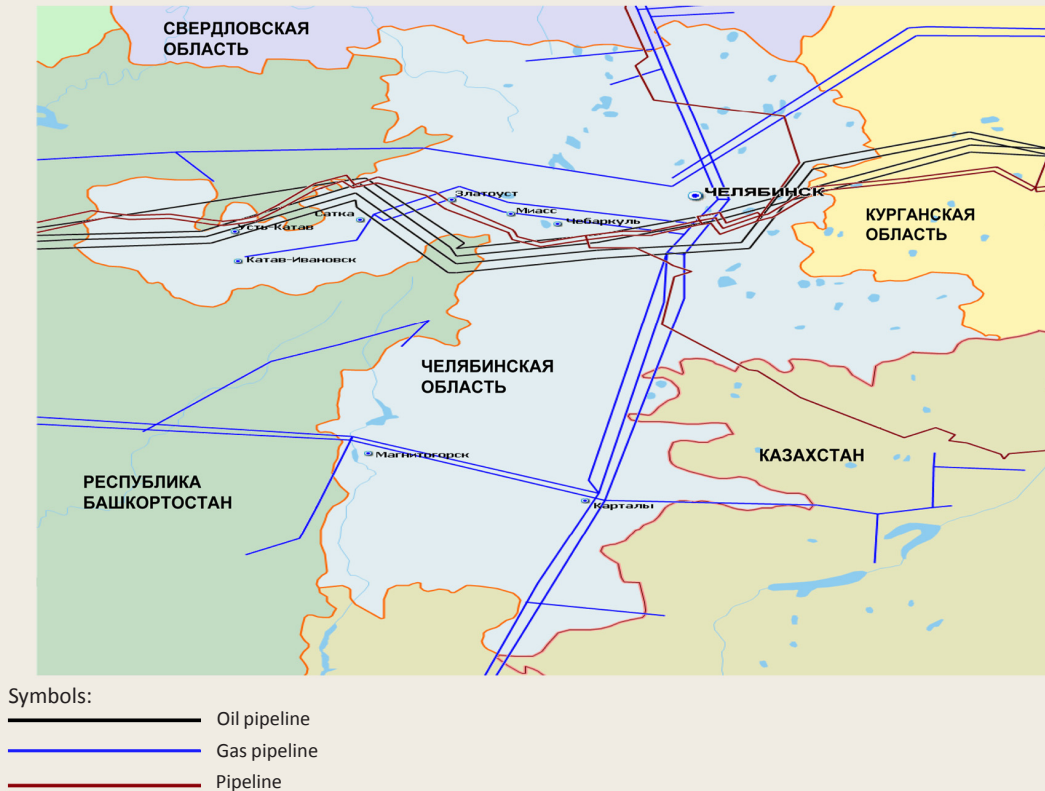 СВЕРДЛОВСКАЯ
ОБЛАСТЬ
ЧЕЛЯБИНСК
Златоуст
Миасс
Чебаркуль
Сатка
Усть-Катав
Катав-Ивановск
КУРГАНСКАЯ
ОБЛАСТЬ
ЧЕЛЯБИНСКАЯ
ОБЛАСТЬ
Магнитогорск
КАЗАХСТАН
РЕСПУБЛИКА
БАШКОРТОСТАН
Карталы
Symbols:
Oil pipeline
Gas pipeline
Pipeline